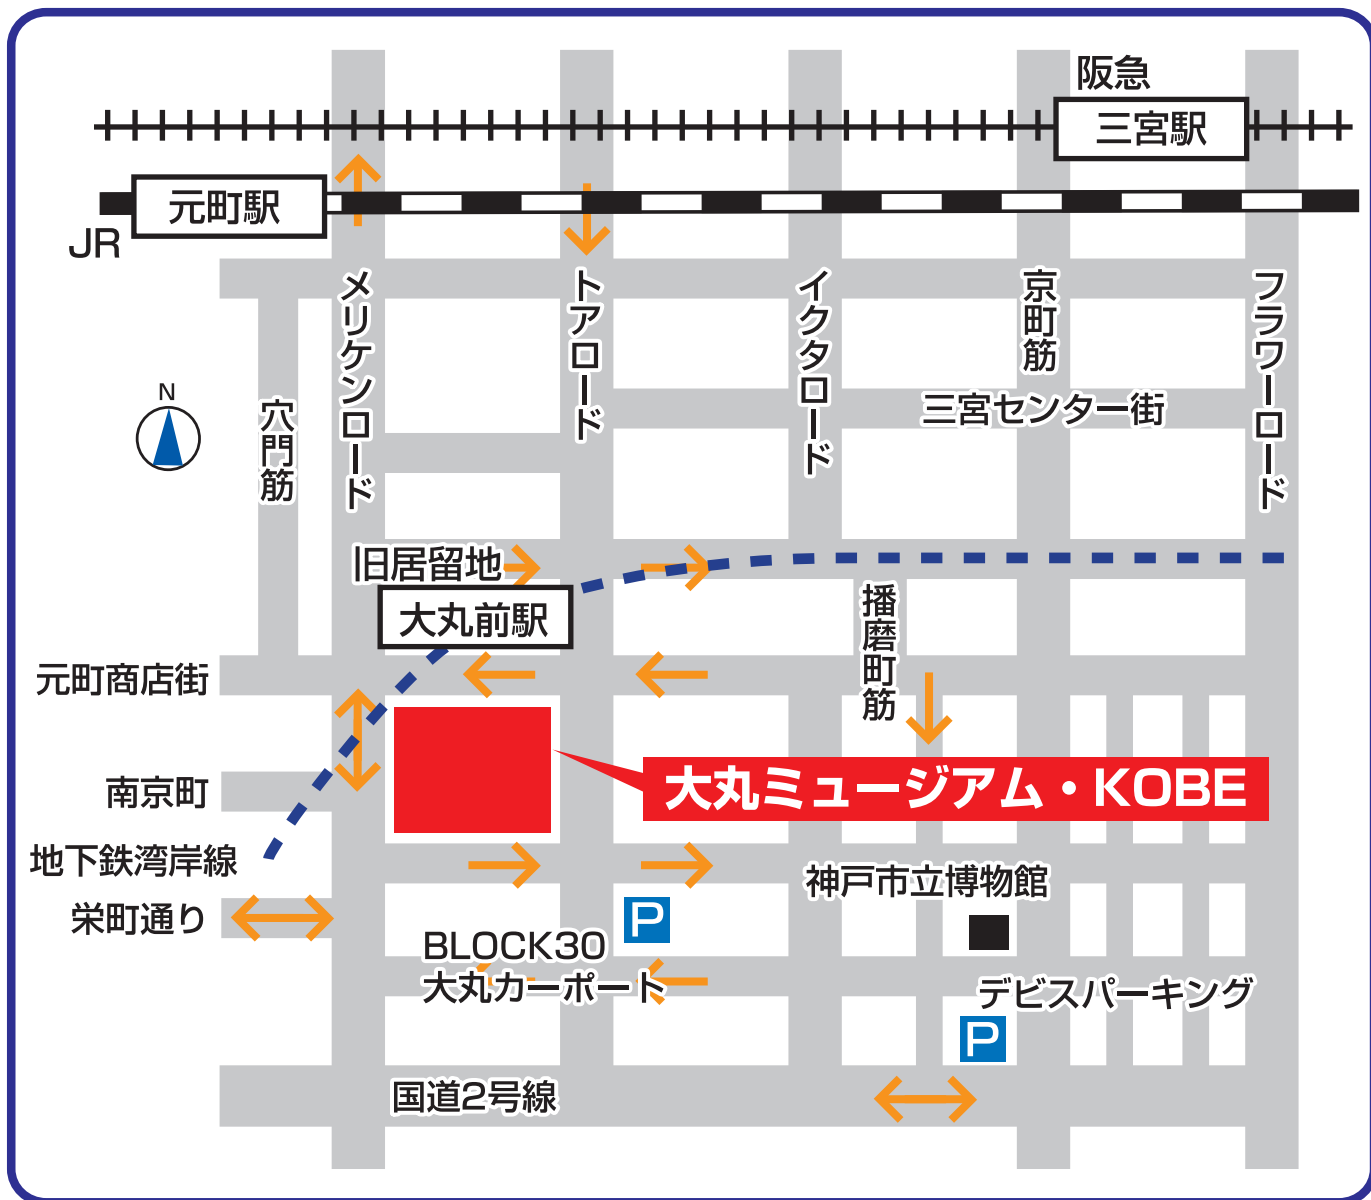 阪急
三宮駅
元町駅
JR
メリケンロード
トアロード
イクタロード
京町筋
フラワーロード
三宮センター街
N
穴門筋
旧居留地
大丸前駅
播磨町筋
元町商店街
大丸ミュージアム・KOBE
南京町
地下鉄湾岸線
神戸市立博物館
栄町通り
P
BLOCK30
大丸カーポート
デビスパーキング
P
国道2号線